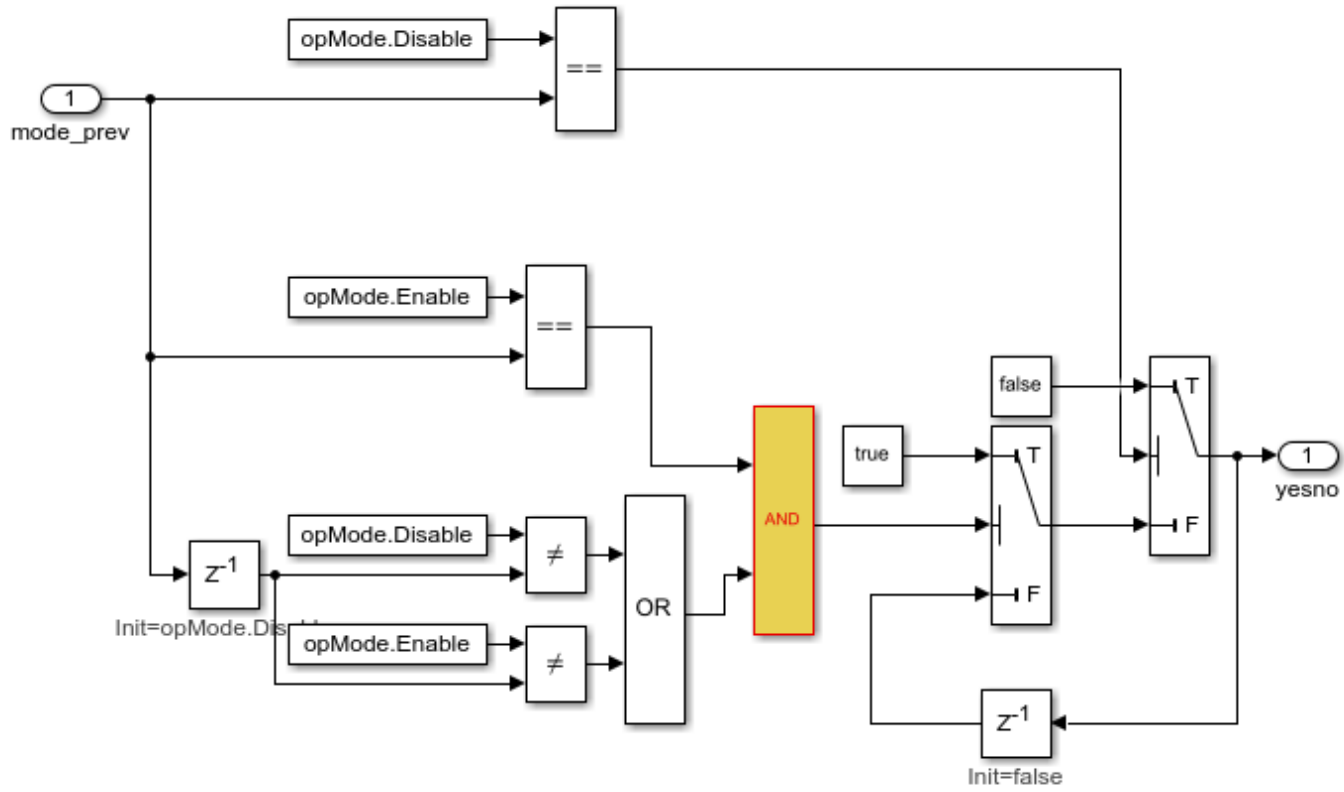 opMode.Disable
==
1
mode_prev
opMode.Enable
==
false
T
true
T
1
yesno
AND
F
opMode.Disable
≠
Z-1
OR
F
opMode.Enable
≠
Z-1
Init=false